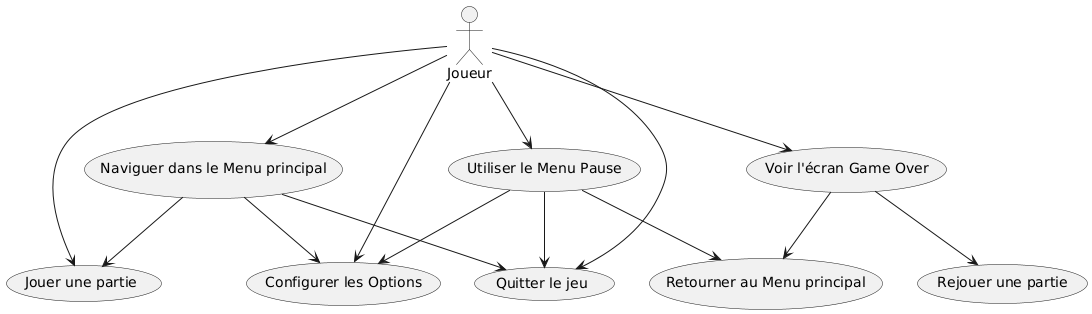 Joueur
Naviguer dans le Menu principal
Utiliser le Menu Pause
Voir l'écran Game Over
Jouer une partie
Configurer les Options
Quitter le jeu
Retourner au Menu principal
Rejouer une partie